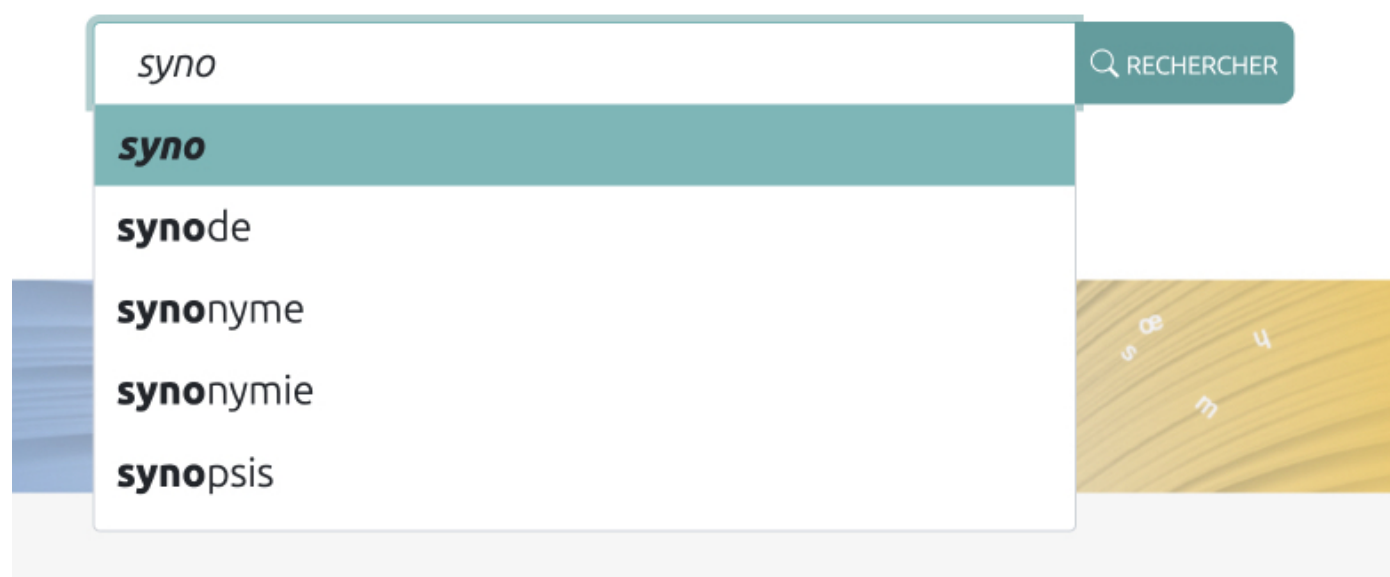 syno
RECHERCHER
syno
synode
synonyme
synonymie
synopsis
œ
s
h
m